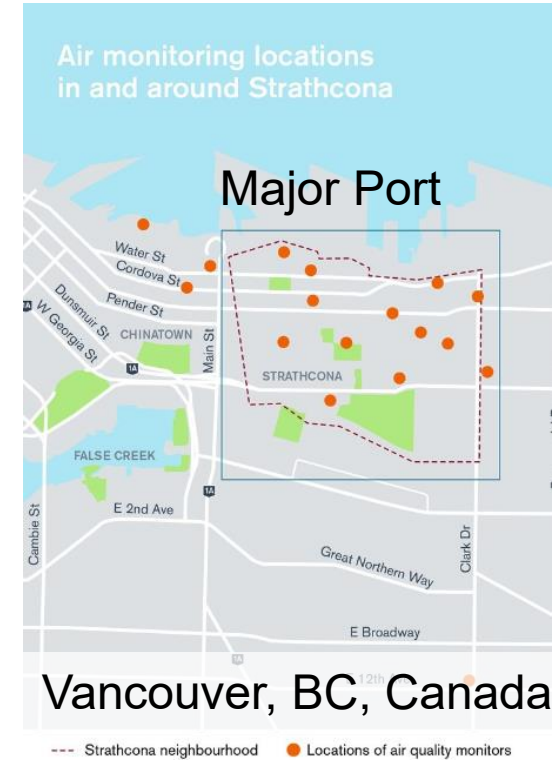 Air monitoring locations
in and around Strathcona
Major Port
Water St
Cordova St
Pender St
Dunsmuir St
W Georgia St
CHINATOWN
Main St
1A
STRATHCONA
FALSE CREEK
1A
E 2nd Ave
Cambie St
Clark Dr
Great Northern Way
E Broadway
1A
12th
Vancouver, BC, Canada
Strathcona neighbourhood
Locations of air quality monitors